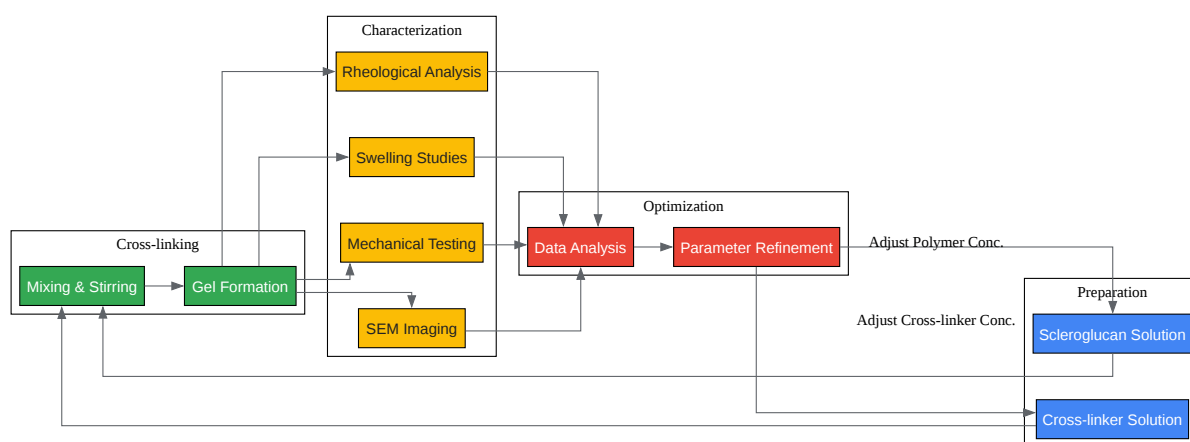 Characterization
Rheological Analysis
Swelling Studies
Mechanical Testing
SEM Imaging
Cross-linking
Mixing & Stirring
Gel Formation
Optimization
Data Analysis
Parameter Refinement
Adjust Polymer Conc.
Adjust Cross-linker Conc.
Preparation
Scleroglucan Solution
Cross-linker Solution